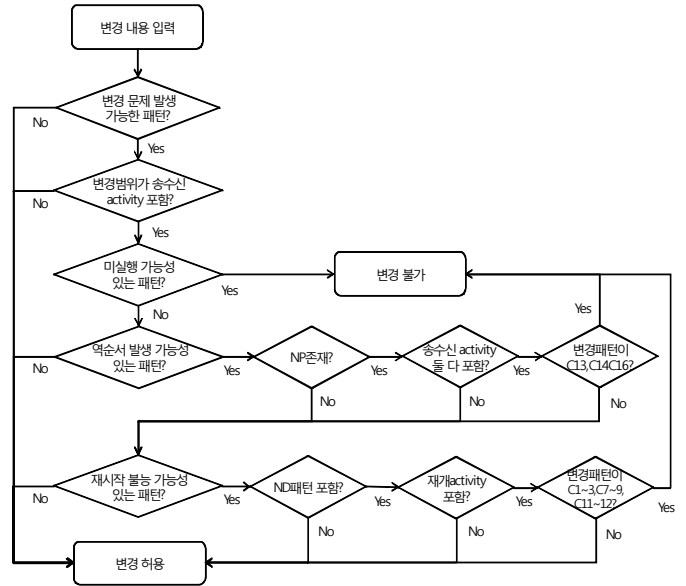 변경 내용 입력
변경 문제 발생
가능한 패턴?
No
Yes
변경범위가 송수신
activity 포함?
No
Yes
미실행 가능성
있는 패턴?
Yes
변경 불가
No
Yes
역순서 발생 가능성
있는 패턴?
No
Yes
NP존재?
Yes
송수신 activity
둘 다 포함?
Yes
변경패턴이
C13,C14C16?
No
No
No
재시작 불능 가능성
있는 패턴?
No
Yes
ND패턴 포함?
Yes
재개activity
포함?
Yes
변경패턴이
C1~3,C7~9,
C11~12?
Yes
No
No
No
변경 허용